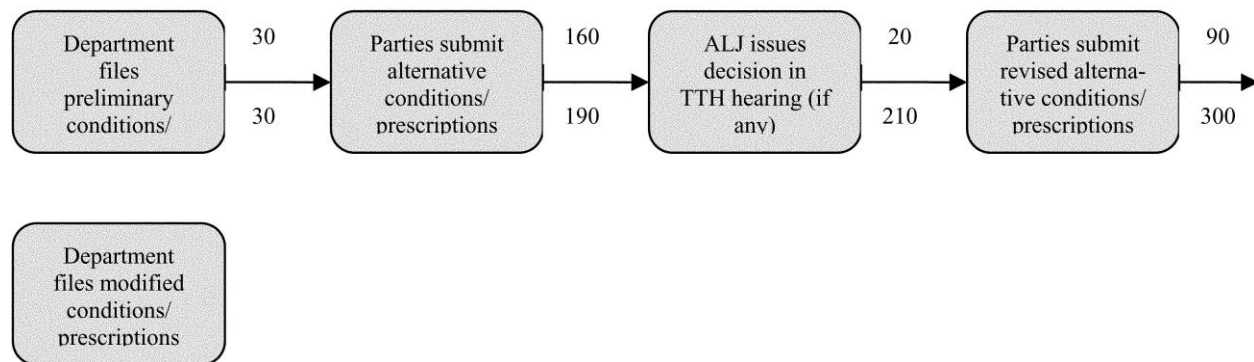 Department
files
preliminary
conditions/
30
30
Parties submit
alternative
conditions/
prescriptions
160
190
ALJ issues
decision in
TTH hearing (if
any)
20
210
Parties submit
revised alterna-
tive conditions/
prescriptions
90
300
Department
files modified
conditions/
prescriptions